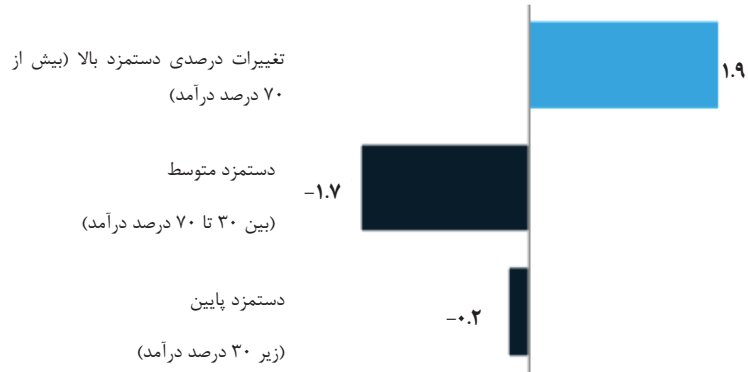 تغییرات درصدی دستمزد بالا (بیش از
۷۰ درصد درآمد)
۱.۹
دستمزد متوسط
(بین ۳۰ تا ۷۰ درصد درآمد)
-۱.۷
دستمزد پایین
(زیر ۳۰ درصد درآمد)
-۰.۲